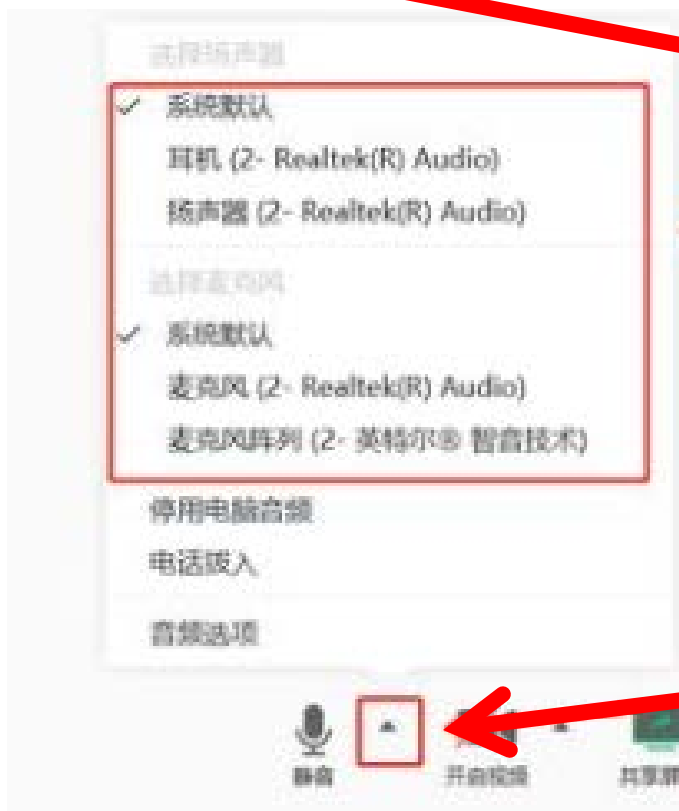 选择扬声器
系统默认
耳机 (2- Realtek(R) Audio)
扬声器 (2- Realtek(R) Audio)
选择麦克风
系统默认
麦克风 (2- Realtek(R) Audio)
麦克风阵列 (2- 英特尔® 智音技术)
停用电脑音频
电话拨入
音频选项
静音
开启视频
共享屏